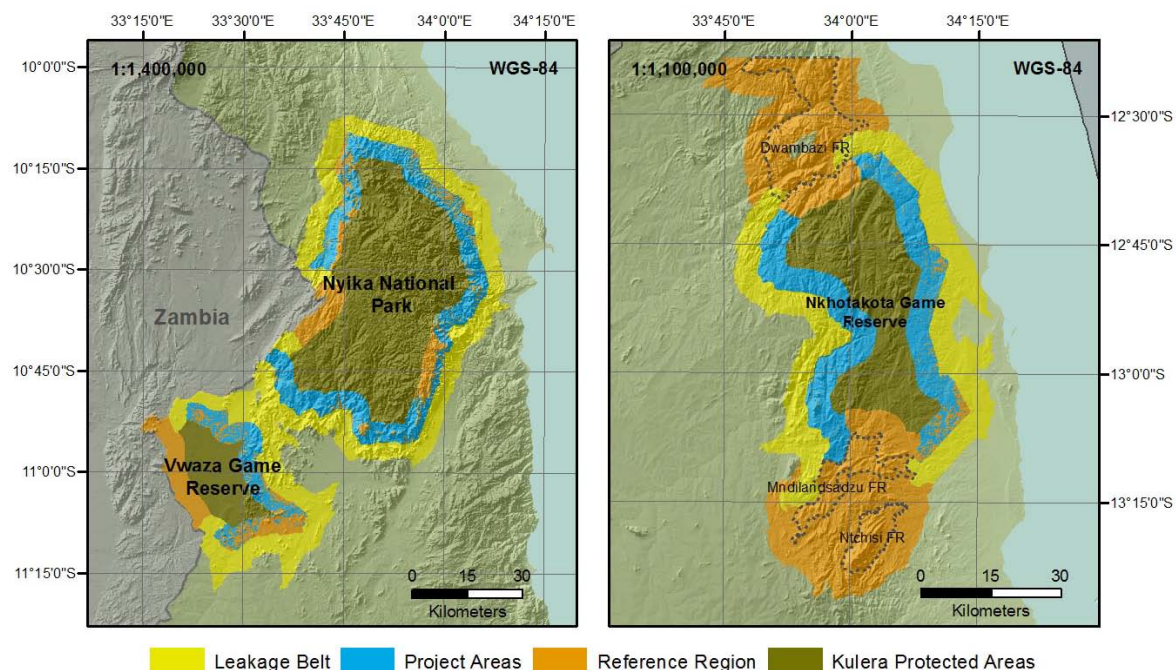 33°15'0"E 33°30'0"E 33°45'0"E 34°0'0"E 34°15'0"E
10°0'0"S
10°15'0"S
10°30'0"S
10°45'0"S
11°0'0"S
11°15'0"S
1:1,400,000
WGS-84
Nyika National
Park
Zambia
Vwaza Game
Reserve
0 15 30
Kilometers
33°45'0"E 34°0'0"E 34°15'0"E
1:1,100,000
WGS-84
12°30'0"S
12°45'0"S
13°0'0"S
13°15'0"S
Dwambazi FR
Nkhotakota Game
Reserve
Mndilandsadzu FR
Ntchisi FR
0 15 30
Kilometers
Leakage Belt Project Areas Reference Region Kulera Protected Areas